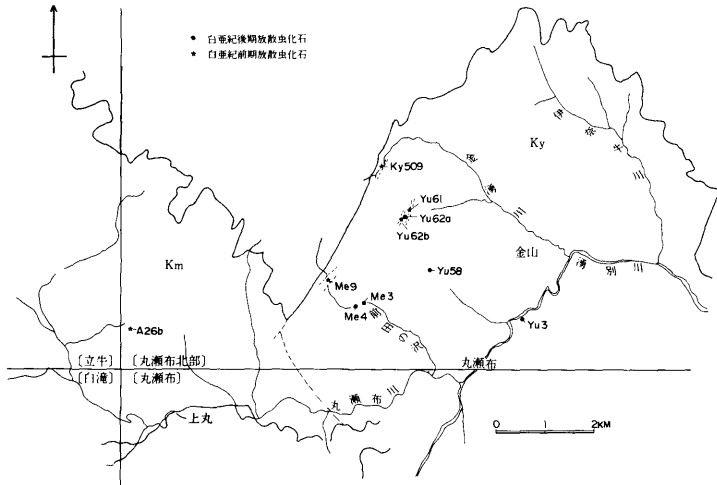 ● 白亜紀後期放散虫化石
★ 白亜紀前期放散虫化石
伊奈牛川
Ky
Ky509
金湧川
Yu61
Yu62a
Yu62b
Km
金山
湧別川
Yu58
Me9
Me3
Me4
前田の沢
Yu3
A26b
〔立牛〕〔丸瀬布北部〕
丸瀬布
〔白滝〕〔丸瀬布〕
丸瀬布川
上丸
0 1 2KM